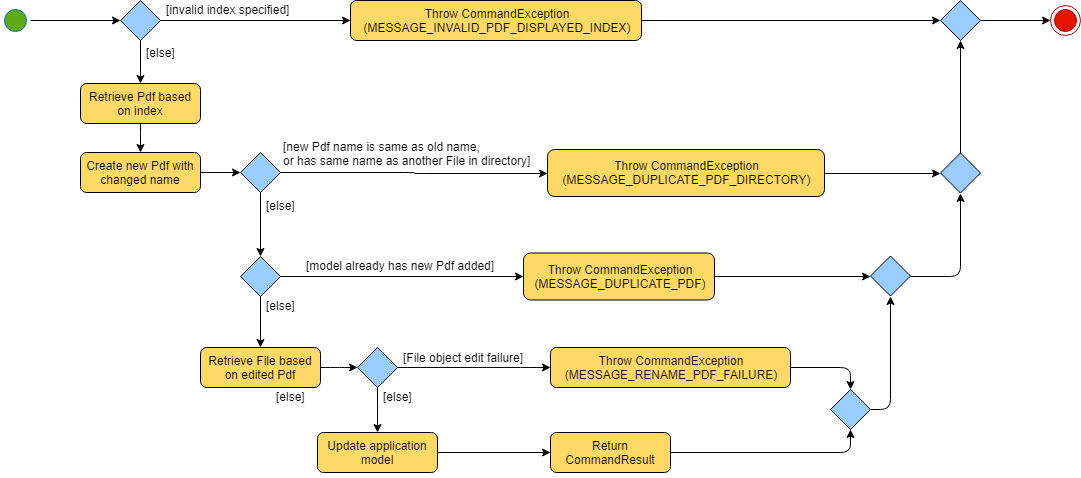 [invalid index specified]
Throw CommandException
(MESSAGE_INVALID_PDF_DISPLAYED_INDEX)
[else]
Retrieve Pdf based
on index
Create new Pdf with
changed name
[new Pdf name is same as old name,
or has same name as another File in directory]
Throw CommandException
(MESSAGE_DUPLICATE_PDF_DIRECTORY)
[else]
[model already has new Pdf added]
Throw CommandException
(MESSAGE_DUPLICATE_PDF)
[else]
Retrieve File based
on edited Pdf
[File object edit failure]
Throw CommandException
(MESSAGE_RENAME_PDF_FAILURE)
[else]
[else]
Update application
model
Return
CommandResult